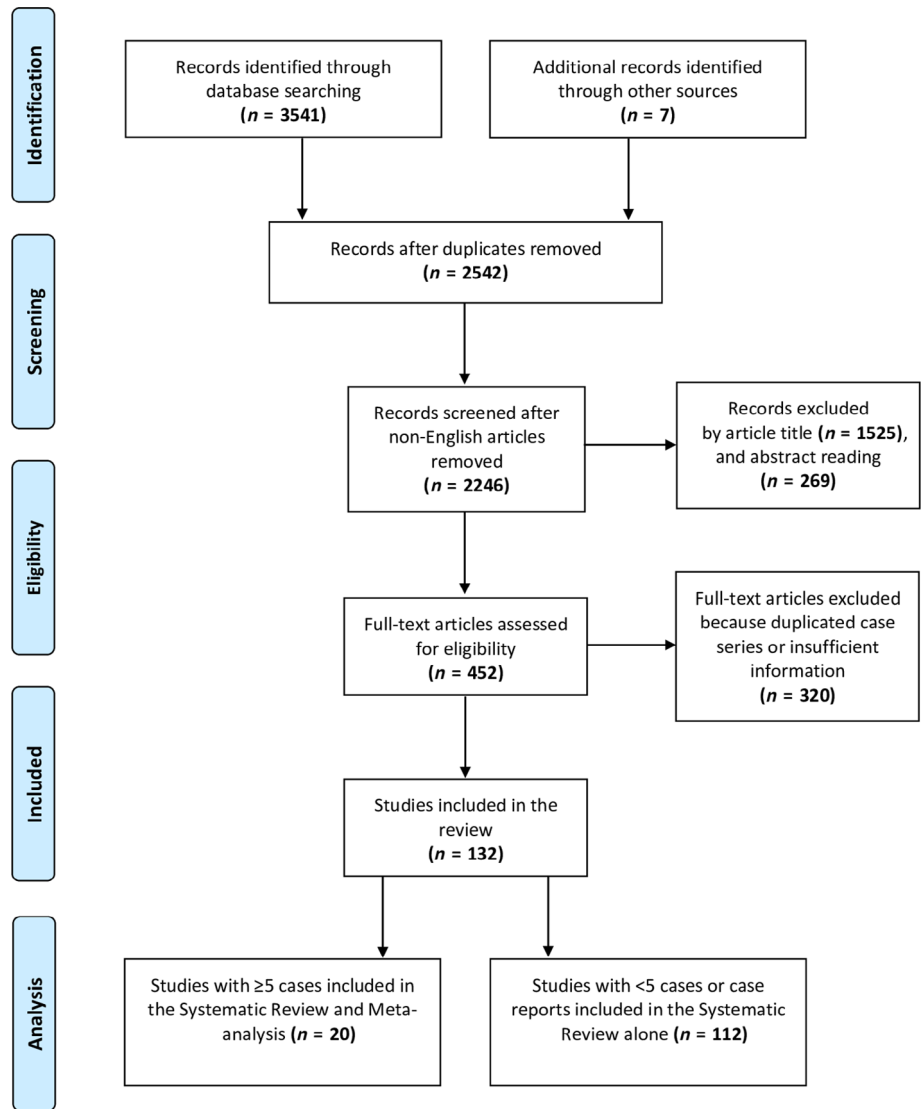 Identification
Records identified through
database searching
(n = 3541)
Additional records identified
through other sources
(n = 7)
Screening
Records after duplicates removed
(n = 2542)
Records screened after
non-English articles
removed
(n = 2246)
Records excluded
by article title (n = 1525),
and abstract reading
(n = 269)
Eligibility
Full-text articles assessed
for eligibility
(n = 452)
Full-text articles excluded
because duplicated case
series or insufficient
information
(n = 320)
Included
Studies included in the
review
(n = 132)
Analysis
Studies with ≥5 cases included in
the Systematic Review and Meta-
analysis (n = 20)
Studies with <5 cases or case
reports included in the Systematic
Review alone (n = 112)